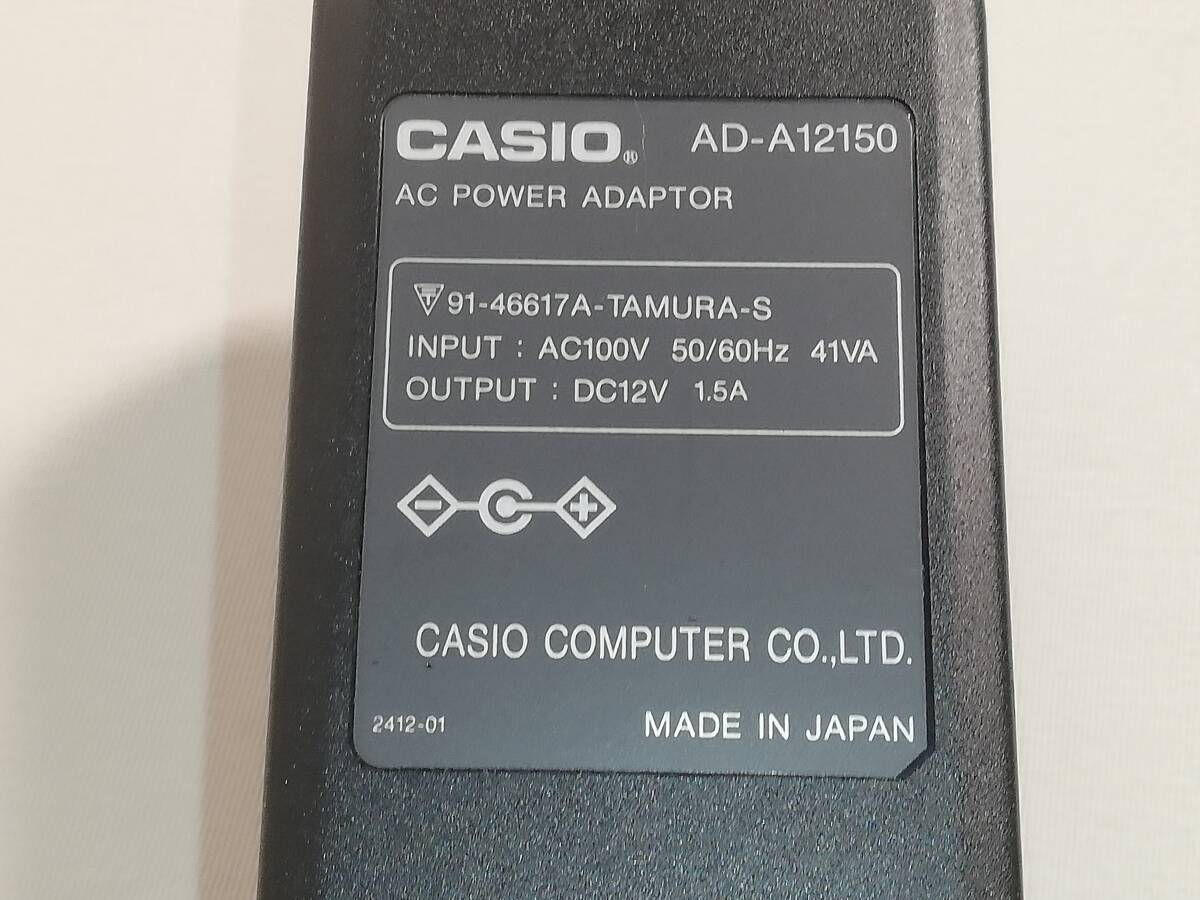 CASIO® AD-A12150
AC POWER ADAPTOR
91-46617A-TAMURA-S
INPUT : AC100V 50/60Hz 41VA
OUTPUT : DC12V 1.5A
CASIO COMPUTER CO.,LTD.
2412-01 MADE IN JAPAN